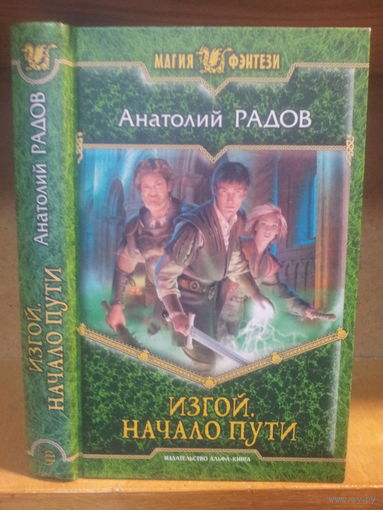 Анатолий РАДОВ
ИЗГОЙ.
НАЧАЛО ПУТИ
МАГИЯ ФЭНТЕЗИ
Анатолий РАДОВ
ИЗГОЙ.
НАЧАЛО ПУТИ
ИЗДАТЕЛЬСТВО АЛЬФА-КНИГА